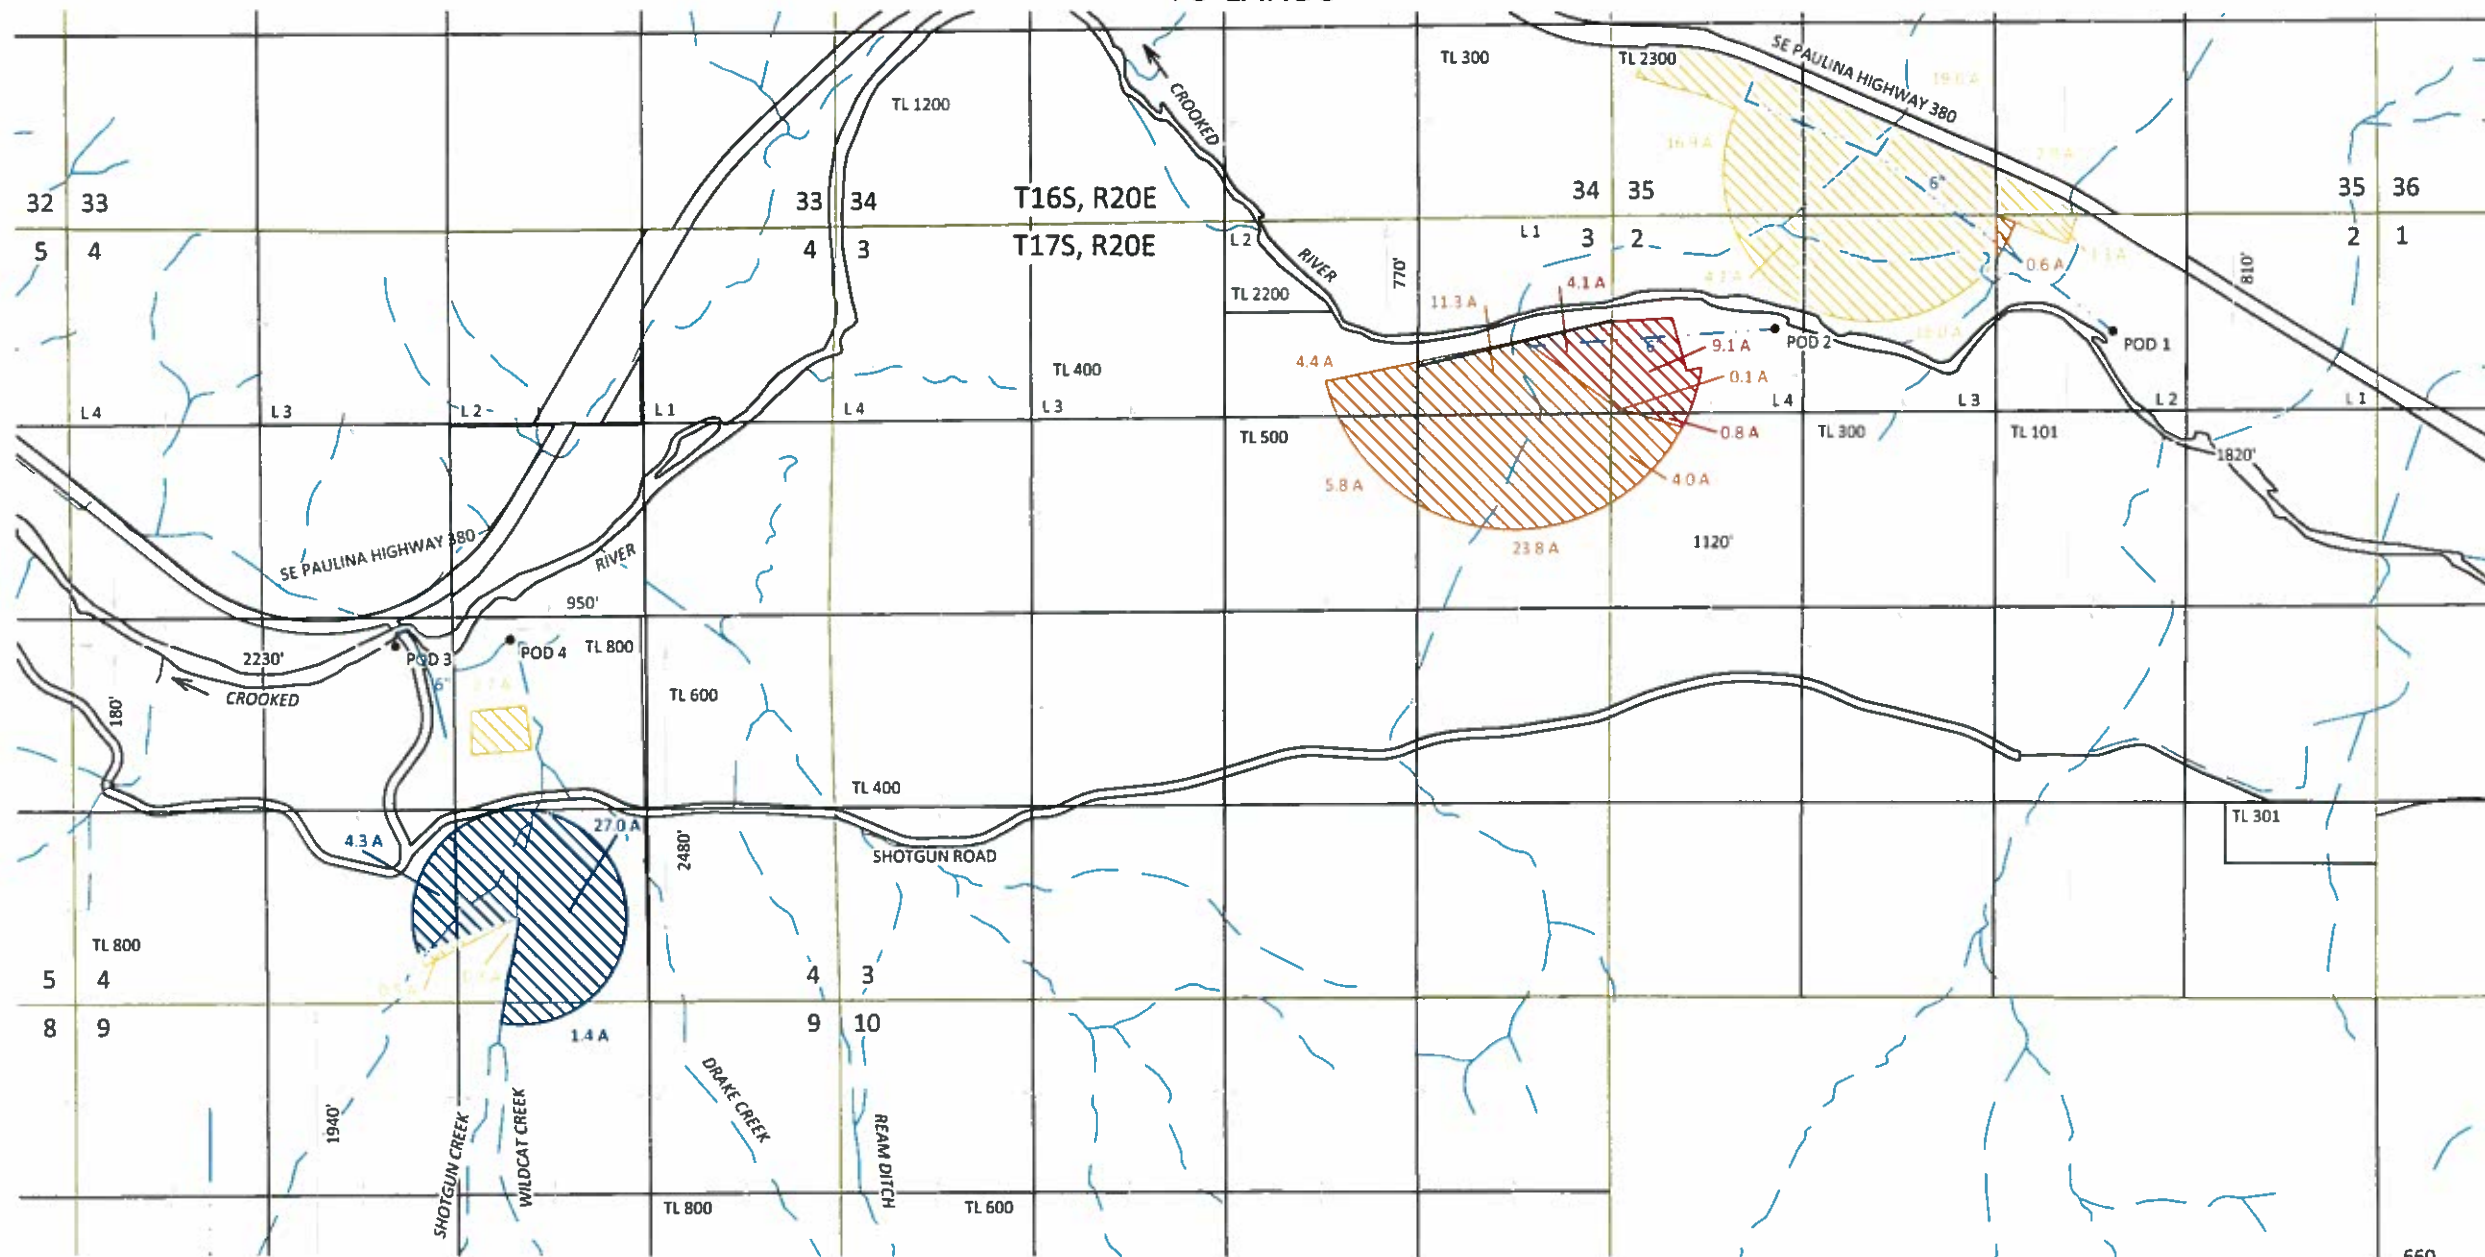 TL 300
TL 2300
SE PAULINA HIGHWAY 380
19.6 A
TL 1200
CROOKED
16.9 A
6"
32 33
33 34
T16S, R20E
34 35
35 36
5 4
4 3
T17S, R20E
L 2
L 1
3 2
2 1
RIVER
770'
0.6 A
810'
TL 2200
11.3 A
4.1 A
POD 2
POD 1
9.1 A
4.4 A
0.1 A
TL 400
6"
L 4
L 3
L 2
L 1
L 4
L 3
L 4
L 3
L 2
L 1
TL 500
0.8 A
TL 300
TL 101
1820'
5.8 A
4.0 A
23.8 A
1120'
SE PAULINA HIGHWAY 380
RIVER
950'
POD 3
POD 4
TL 800
2230'
CROOKED
6"
TL 600
180'
TL 400
TL 301
4.3 A
27.0 A
2480'
SHOTGUN ROAD
TL 800
5 4
4 3
8 9
9 10
1.4 A
1940'
SHOTGUN CREEK
WILDCAT CREEK
DRAKE CREEK
REAM DITCH
TL 800
TL 600